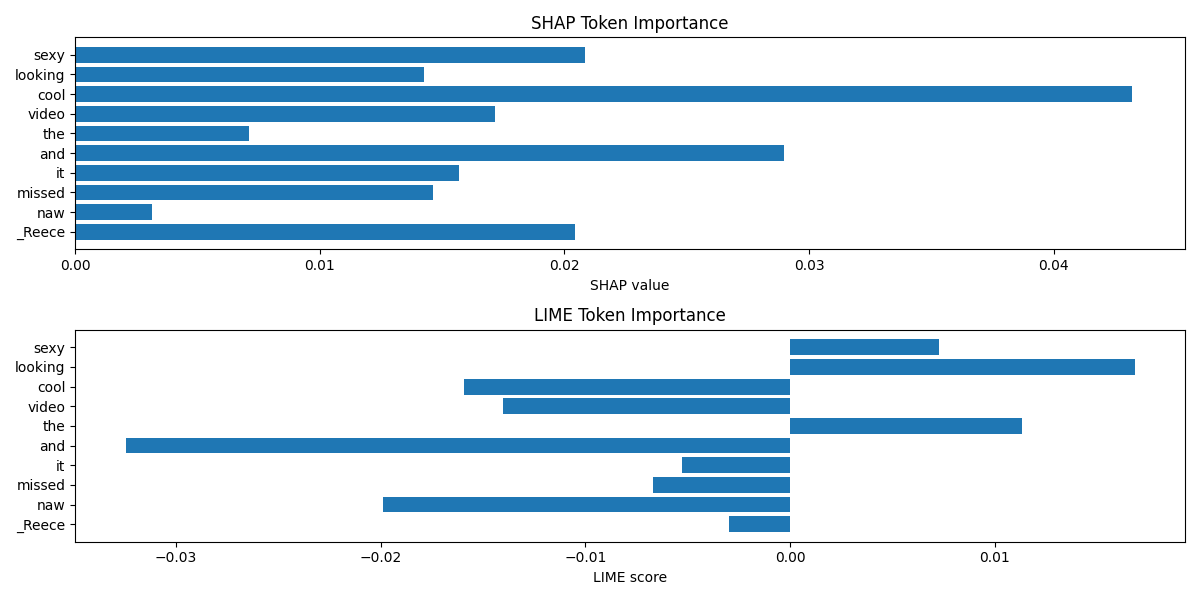 SHAP Token Importance
sexy
looking
cool
video
the
and
it
missed
naw
_Reece
0.00 0.01 0.02 0.03 0.04
SHAP value
LIME Token Importance
sexy
looking
cool
video
the
and
it
missed
naw
_Reece
−0.03 −0.02 −0.01 0.00 0.01
LIME score